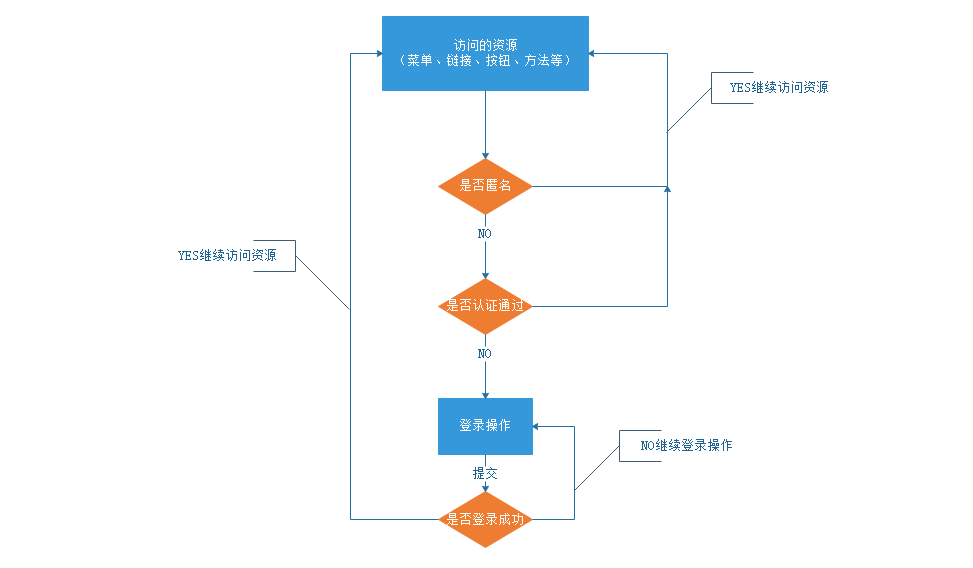 访问的资源
（菜单、链接、按钮、方法等）
YES继续访问资源
是否匿名
NO
YES继续访问资源
是否认证通过
NO
登录操作
NO继续登录操作
提交
是否登录成功